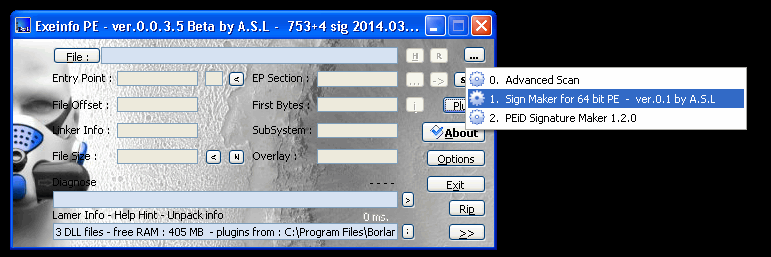 Exeinfo PE - ver.0.0.3.5 Beta by A.S.L - 753+4 sig 2014.03...
File :
H R ...
Entry Point : < EP Section : ... -> S
0. Advanced Scan
File Offset : First Bytes : Pl
1. Sign Maker for 64 bit PE - ver.0.1 by A.S.L
2. PEiD Signature Maker 1.2.0
Linker Info : SubSystem : About
File Size : < N Overlay : Options
Diagnose - - - - Exit
>
Lamer Info - Help Hint - Unpack info 0 ms. Rip
3 DLL files - free RAM : 405 MB - plugins from : C:\Program Files\Borlar : >>